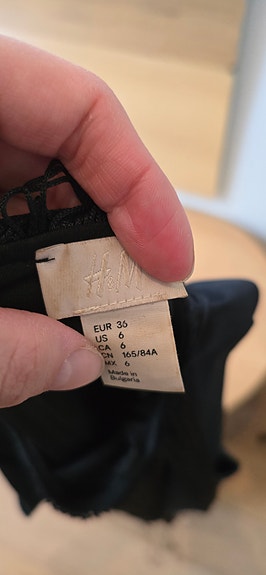 H&M
EUR 36
US 6
CA 6
CN 165/84A
MX 6
Made in
Bulgaria